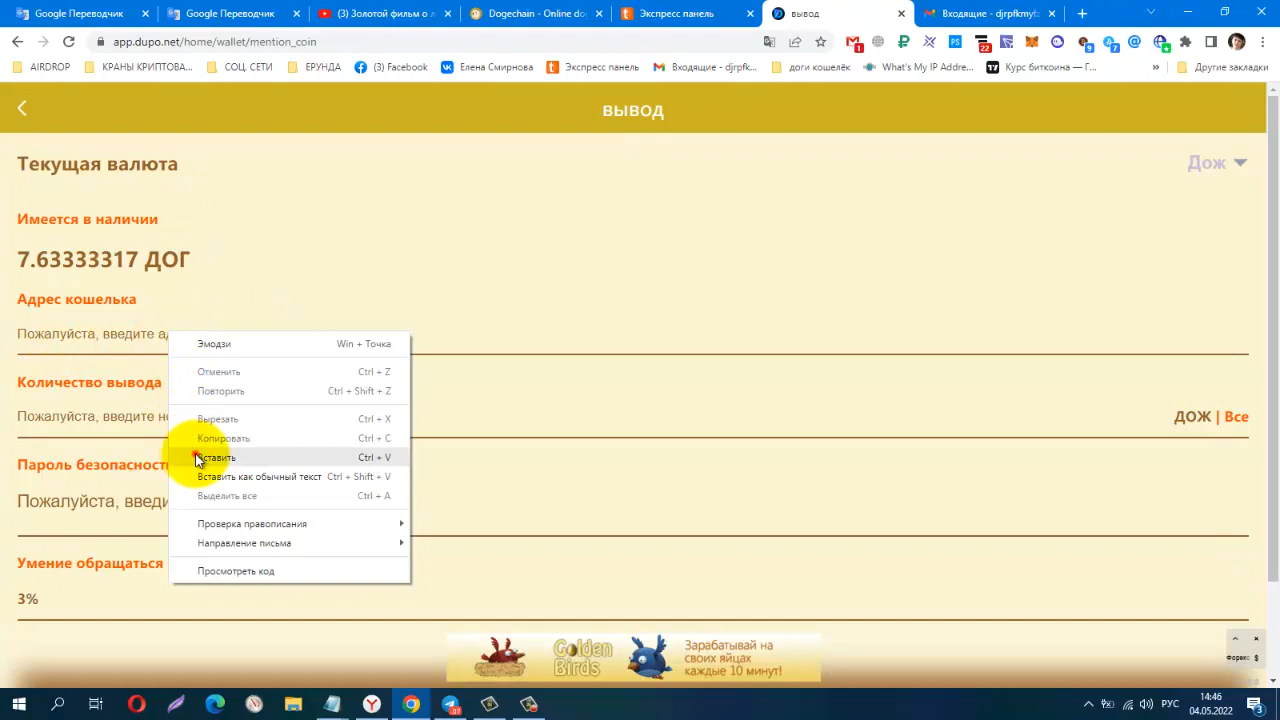 Google Переводчик
Google Переводчик
(3) Золотой фильм о л
Dogechain - Online do
Экспресс панель
вывод
Входящие - djrpfkmyf
app.dupo.net/home/wallet/mention_coin
AIRDROP
КРАНЫ КРИПТОВА...
СОЦ. СЕТИ
ЕРУНДА
(3) Facebook
Елена Смирнова
Экспресс панель
Входящие - djrpfk...
доги кошелёк
What's My IP Addre...
Курс биткоина — Г...
»
Другие закладки
вывод
Текущая валюта
Дож
Имеется в наличии
7.63333317 ДОГ
Адрес кошелька
Пожалуйста, введите ад
Количество вывода
Пожалуйста, введите но
ДОЖ | Все
Пароль безопасност
Пожалуйста, введи
Умение обращаться
3%
Эмодзи Win + Точка
Отменить Ctrl + Z
Повторить Ctrl + Shift + Z
Вырезать Ctrl + X
Копировать Ctrl + C
Вставить Ctrl + V
Вставить как обычный текст Ctrl + Shift + V
Выделить все Ctrl + A
Проверка правописания
Направление письма
Просмотреть код
Golden Birds
Зарабатывай на
своих яйцах
каждые 10 минут!
РУС
14:46
04.05.2022